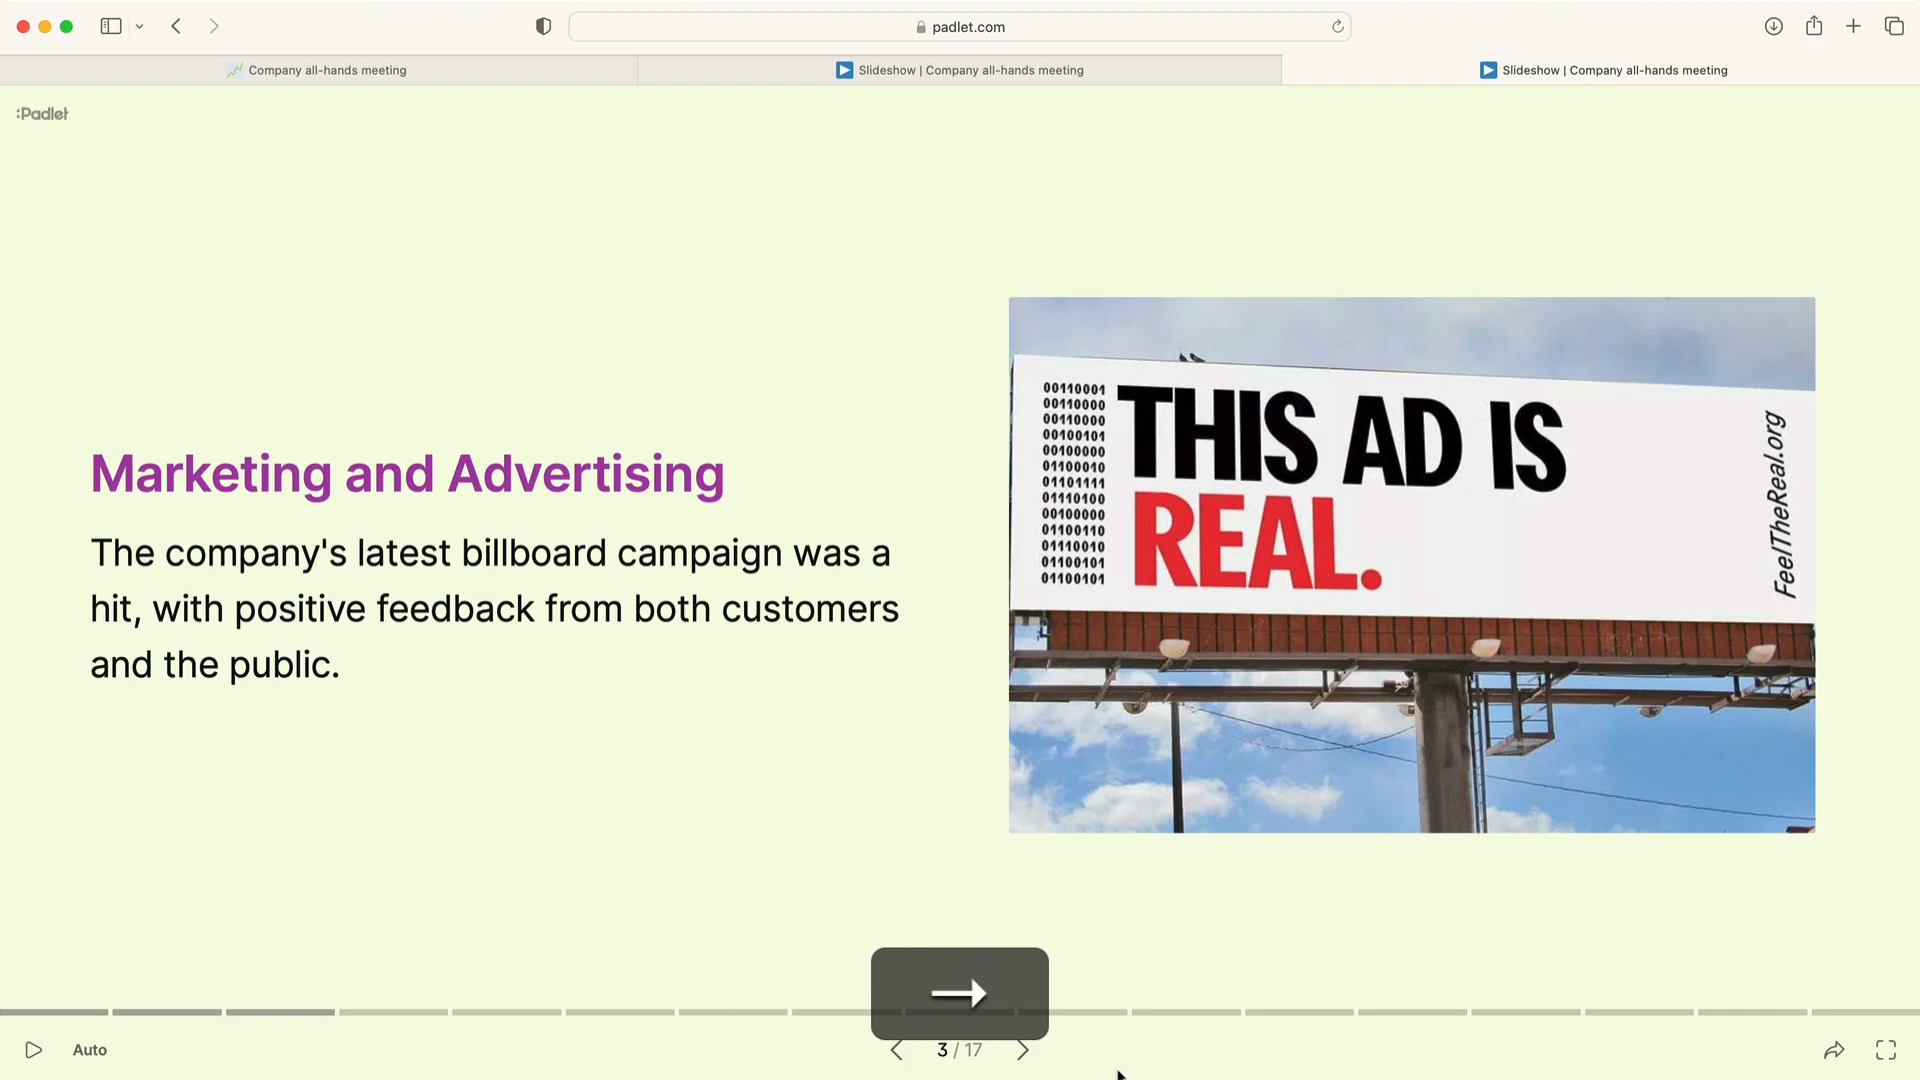 padlet.com
Company all-hands meeting
Slideshow | Company all-hands meeting
Slideshow | Company all-hands meeting
:Padlet
Marketing and Advertising
The company's latest billboard campaign was a
hit, with positive feedback from both customers
and the public.
00110001
00110000
00110000
00100101
00100000
01100010
01101111
01110100
00100000
01100110
01110010
01100101
01100101
THIS AD IS
REAL.
FeelTheReal.org
Auto
3 / 17